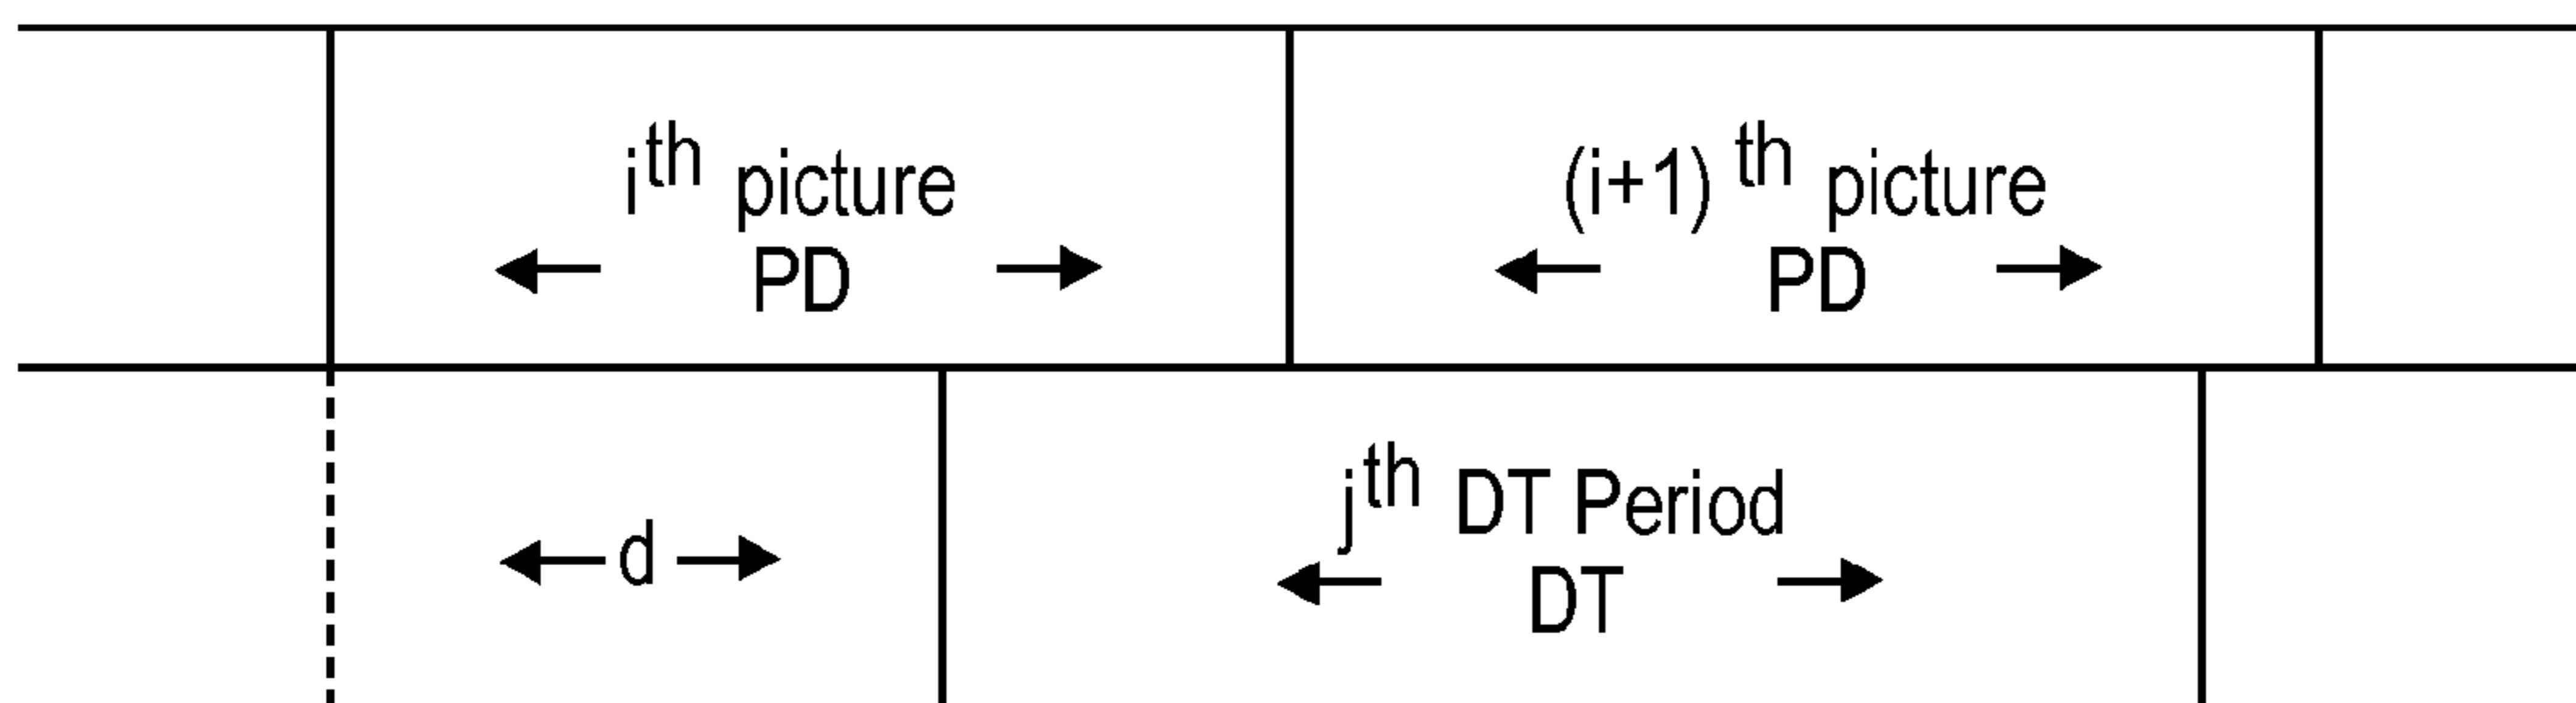 i^th picture
PD
(i+1)^th picture
PD
d
j^th DT Period
DT